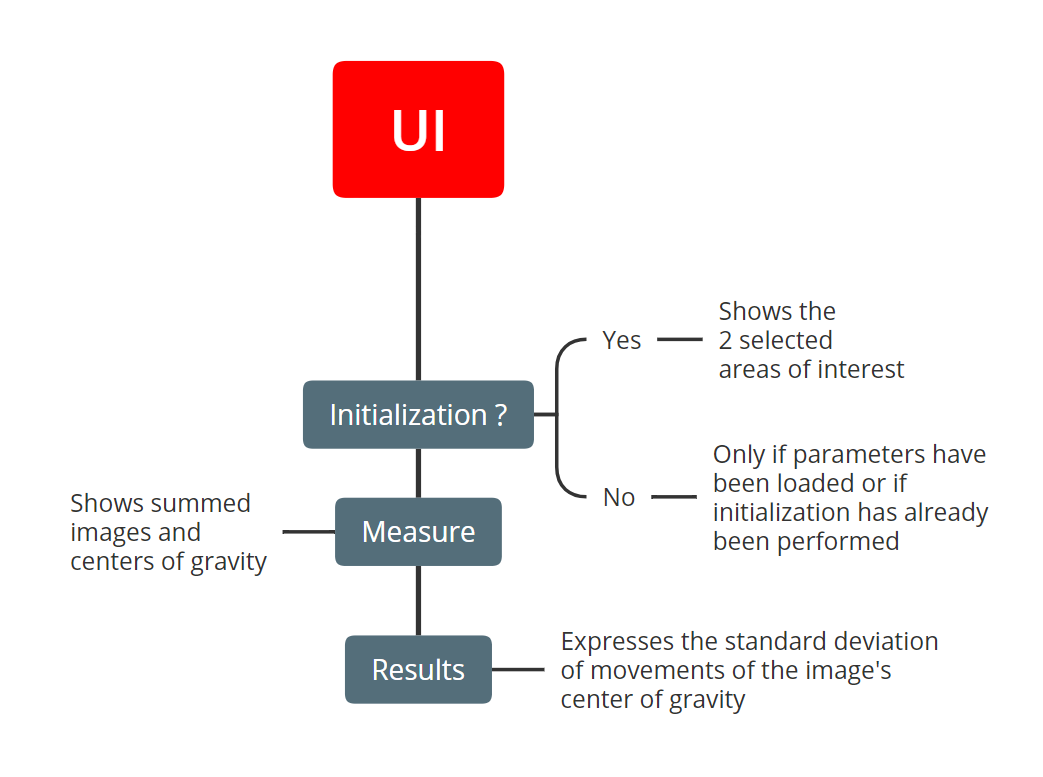 UI
Shows the
2 selected
areas of interest
Yes
Initialization ?
No
Only if parameters have
been loaded or if
initialization has already
been performed
Shows summed
images and
centers of gravity
Measure
Results
Expresses the standard deviation
of movements of the image's
center of gravity